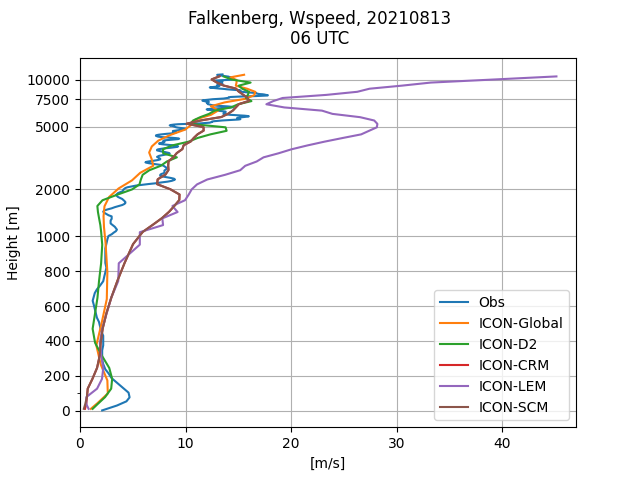 Falkenberg, Wspeed, 20210813
06 UTC
10000
7500
5000
2000
1000
800
600
400
200
0
Height [m]
0 10 20 30 40
[m/s]
Obs
ICON-Global
ICON-D2
ICON-CRM
ICON-LEM
ICON-SCM